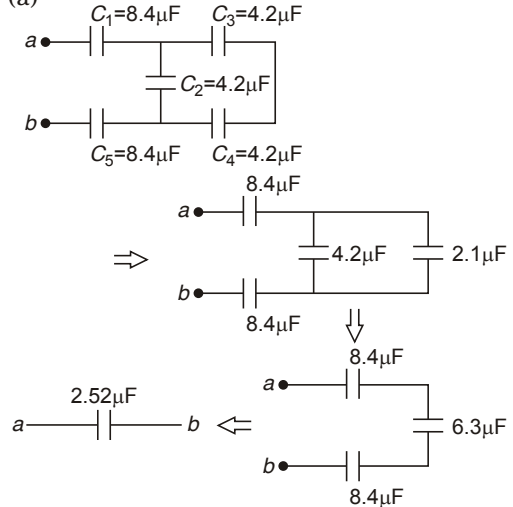 (a)
C₁=8.4μF C₃=4.2μF
a
C₂=4.2μF
b
C₅=8.4μF C₄=4.2μF
8.4μF
a
⇒ 4.2μF 2.1μF
b
8.4μF
⇓
8.4μF
a
2.52μF
a b ⇐ 6.3μF
b
8.4μF